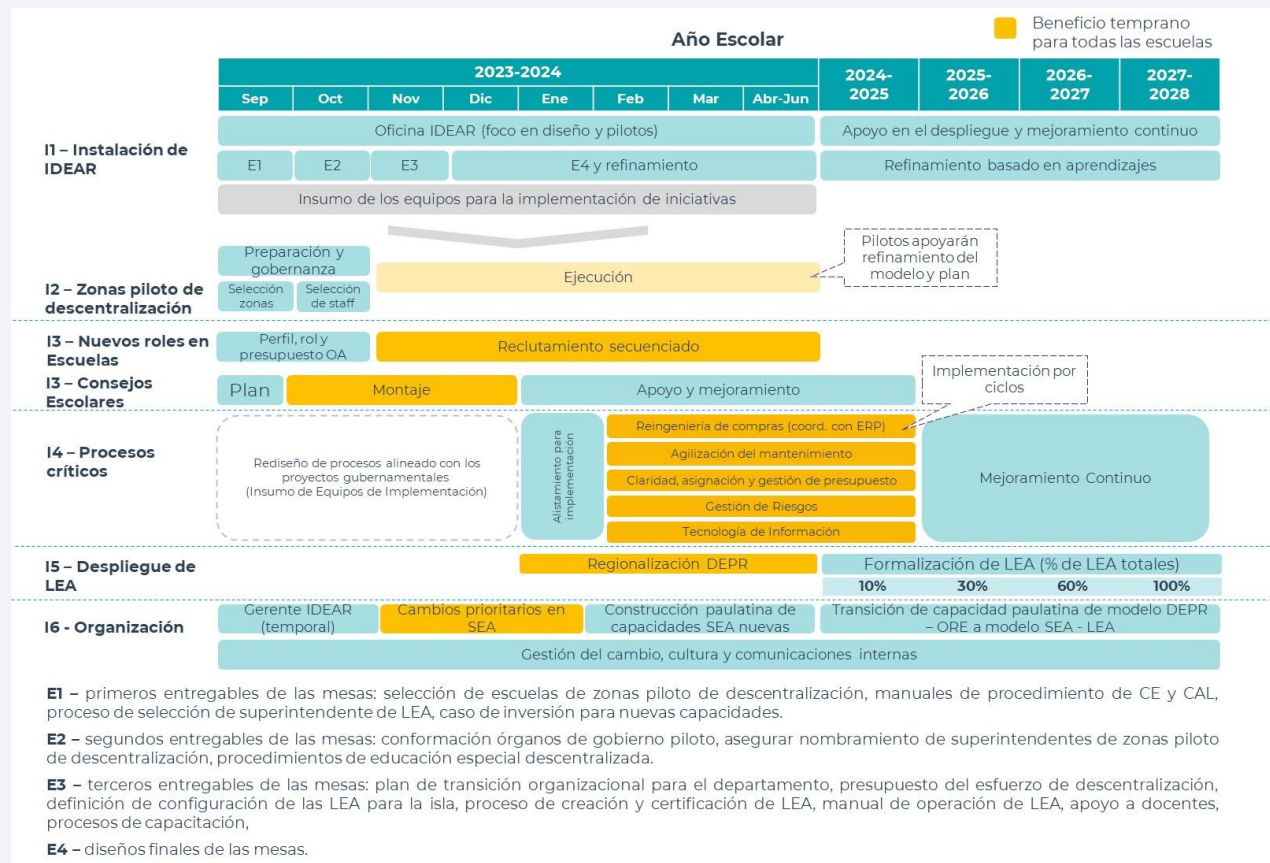 Año Escolar
Beneficio temprano
para todas las escuelas
2023-2024
2024-
2025
2025-
2026
2026-
2027
2027-
2028
Sep
Oct
Nov
Dic
Ene
Feb
Mar
Abr-Jun
I1 – Instalación de
IDEAR
Oficina IDEAR (foco en diseño y pilotos)
Apoyo en el despliegue y mejoramiento continuo
E1
E2
E3
E4 y refinamiento
Refinamiento basado en aprendizajes
Insumo de los equipos para la implementación de iniciativas
I2 – Zonas piloto de
descentralización
Preparación y
gobernanza
Selección
zonas
Selección
de staff
Ejecución
Pilotos apoyarán
refinamiento del
modelo y plan
I3 – Nuevos roles en
Escuelas
Perfil, rol y
presupuesto OA
Reclutamiento secuenciado
I3 – Consejos
Escolares
Plan
Montaje
Apoyo y mejoramiento
Implementación por
ciclos
I4 – Procesos
críticos
Rediseño de procesos alineado con los
proyectos gubernamentales
(Insumo de Equipos de Implementación)
Alistamiento para
implementación
Reingeniería de compras (coord. con ERP)
Agilización del mantenimiento
Claridad, asignación y gestión de presupuesto
Gestión de Riesgos
Tecnología de Información
Mejoramiento Continuo
I5 – Despliegue de
LEA
Regionalización DEPR
Formalización de LEA (% de LEA totales)
10%
30%
60%
100%
I6 - Organización
Gerente IDEAR
(temporal)
Cambios prioritarios en
SEA
Construcción paulatina de
capacidades SEA nuevas
Transición de capacidad paulatina de modelo DEPR
– ORE a modelo SEA - LEA
Gestión del cambio, cultura y comunicaciones internas
E1 – primeros entregables de las mesas: selección de escuelas de zonas piloto de descentralización, manuales de procedimiento de CE y CAL,
proceso de selección de superintendente de LEA, caso de inversión para nuevas capacidades.
E2 – segundos entregables de las mesas: conformación órganos de gobierno piloto, asegurar nombramiento de superintendentes de zonas piloto
de descentralización, procedimientos de educación especial descentralizada.
E3 – terceros entregables de las mesas: plan de transición organizacional para el departamento, presupuesto del esfuerzo de descentralización,
definición de configuración de las LEA para la isla, proceso de creación y certificación de LEA, manual de operación de LEA, apoyo a docentes,
procesos de capacitación,
E4 – diseños finales de las mesas.